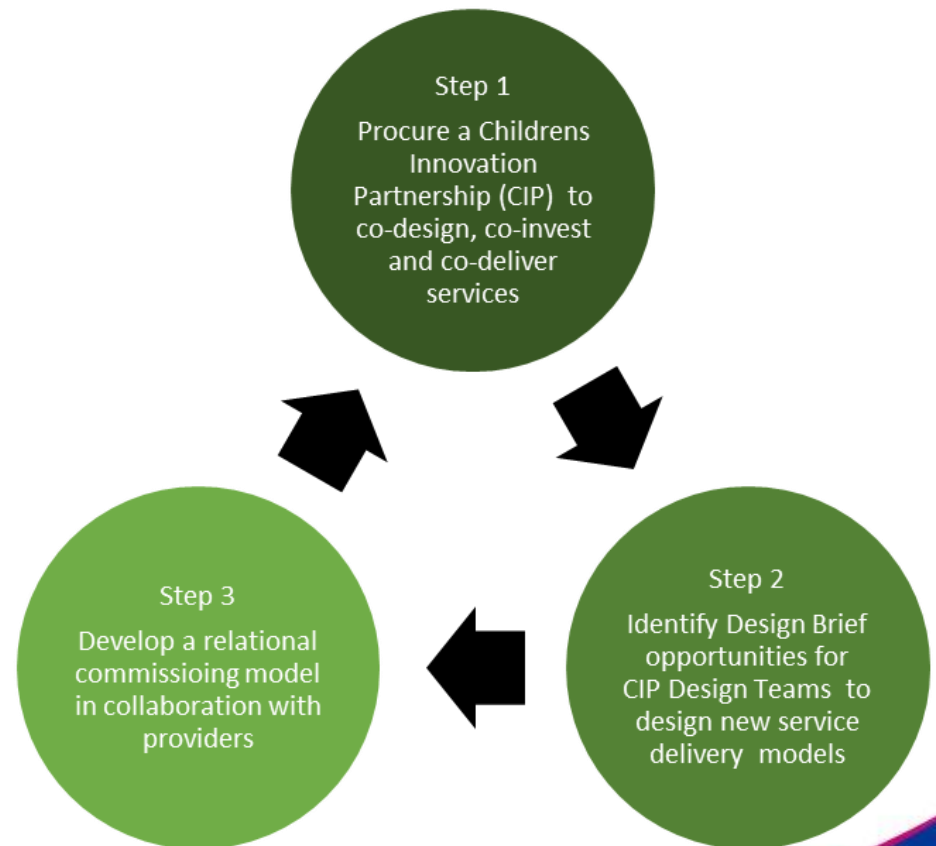 Step 1
Procure a Childrens
Innovation
Partnership (CIP) to
co-design, co-invest
and co-deliver
services
Step 2
Identify Design Brief
opportunities for
CIP Design Teams to
design new service
delivery models
Step 3
Develop a relational
commissioing model
in collaboration with
providers